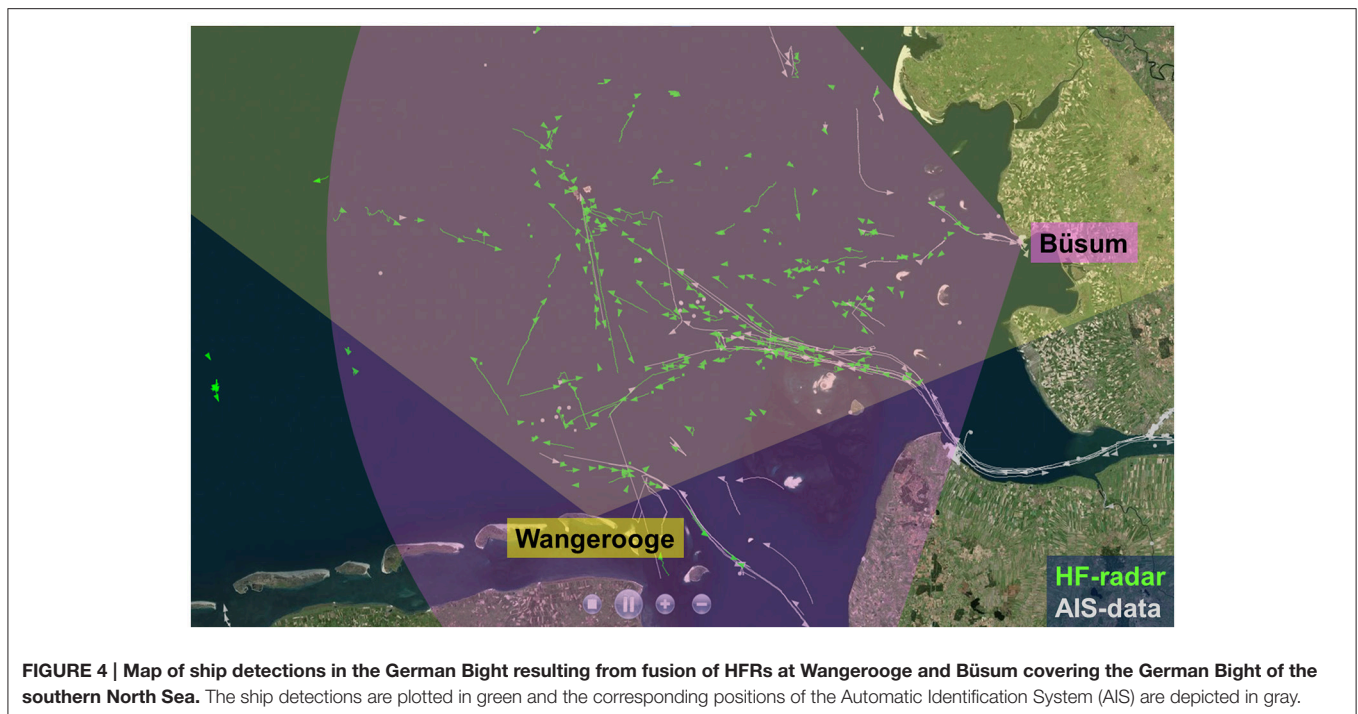 Büsum
Wangerooge
HF-radar
AIS-data
FIGURE 4 | Map of ship detections in the German Bight resulting from fusion of HFRs at Wangerooge and Büsum covering the German Bight of the
southern North Sea. The ship detections are plotted in green and the corresponding positions of the Automatic Identification System (AIS) are depicted in gray.